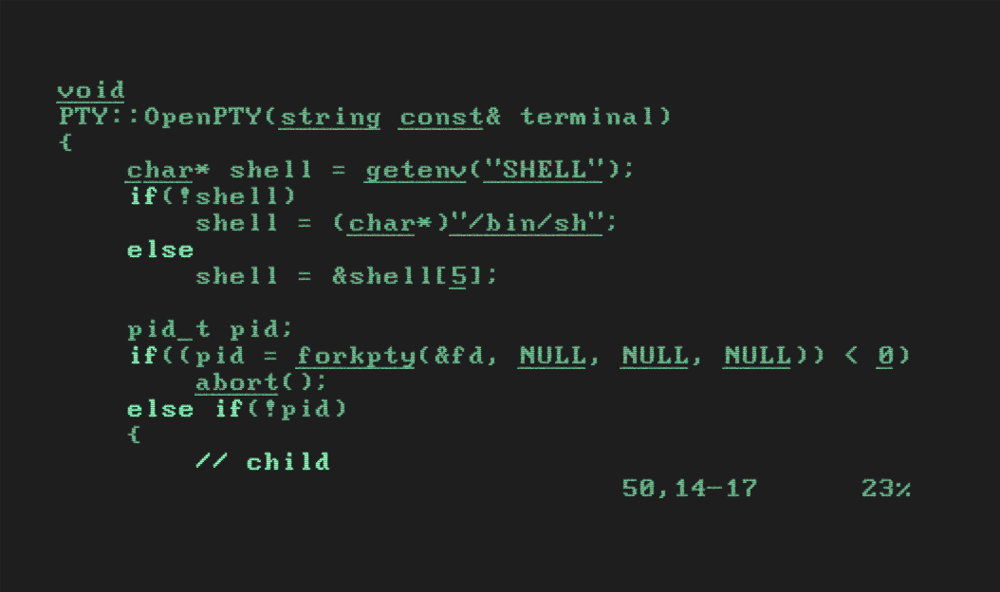 void
PTY::OpenPTY(string const& terminal)
{
    char* shell = getenv("SHELL");
    if(!shell)
        shell = (char*)"/bin/sh";
    else
        shell = &shell[5];

    pid_t pid;
    if((pid = forkpty(&fd, NULL, NULL, NULL)) < 0)
        abort();
    else if(!pid)
    {
        // child
50,14-17 23%